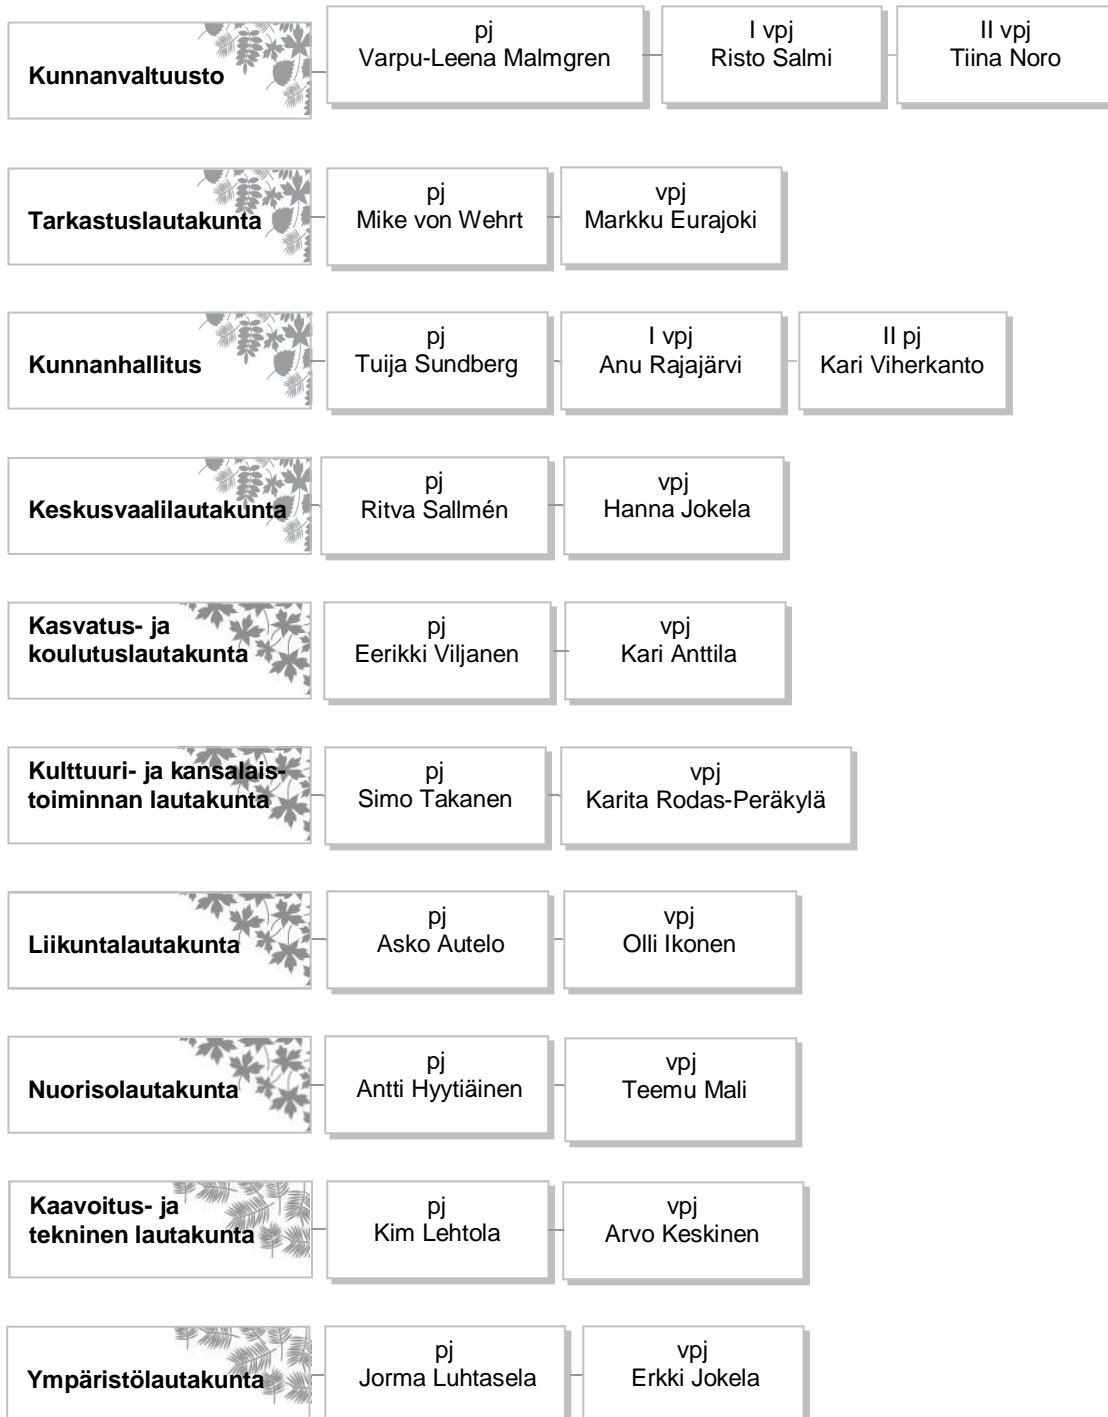 Kunnanvaltuusto
pj
Varpu-Leena Malmgren
I vpj
Risto Salmi
II vpj
Tiina Noro
Tarkastuslautakunta
pj
Mike von Wehrt
vpj
Markku Eurajoki
Kunnanhallitus
pj
Tuija Sundberg
I vpj
Anu Rajajärvi
II pj
Kari Viherkanto
Keskusvaalilautakunta
pj
Ritva Sallmén
vpj
Hanna Jokela
Kasvatus- ja
koulutuslautakunta
pj
Eerikki Viljanen
vpj
Kari Anttila
Kulttuuri- ja kansalais-
toiminnan lautakunta
pj
Simo Takanen
vpj
Karita Rodas-Peräkylä
Liikuntalautakunta
pj
Asko Autelo
vpj
Olli Ikonen
Nuorisolautakunta
pj
Antti Hyytiäinen
vpj
Teemu Mali
Kaavoitus- ja
tekninen lautakunta
pj
Kim Lehtola
vpj
Arvo Keskinen
Ympäristölautakunta
pj
Jorma Luhtasela
vpj
Erkki Jokela